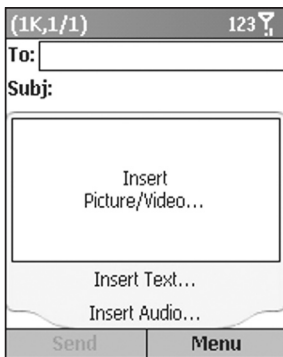 (1K,1/1) 123
To:
Subj:
Insert
Picture/Video...
Insert Text...
Insert Audio...
Send Menu